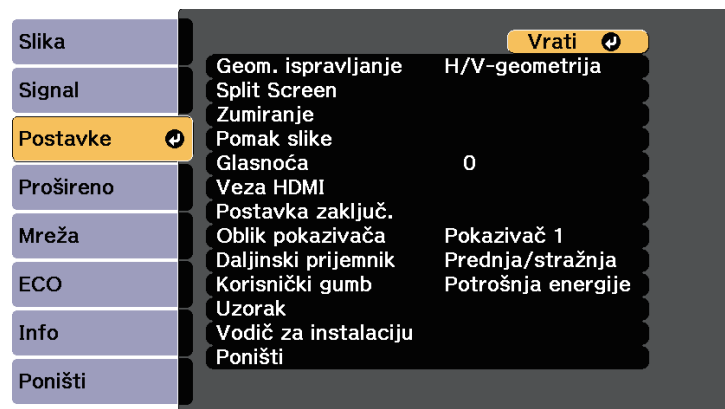 Slika
Signal
Postavke
Prošireno
Mreža
ECO
Info
Poništi
Vrati
Geom. ispravljanje H/V-geometrija
Split Screen
Zumiranje
Pomak slike
Glasnoća 0
Veza HDMI
Postavka zaključ.
Oblik pokazivača Pokazivač 1
Daljinski prijemnik Prednja/stražnja
Korisnički gumb Potrošnja energije
Uzorak
Vodič za instalaciju
Poništi